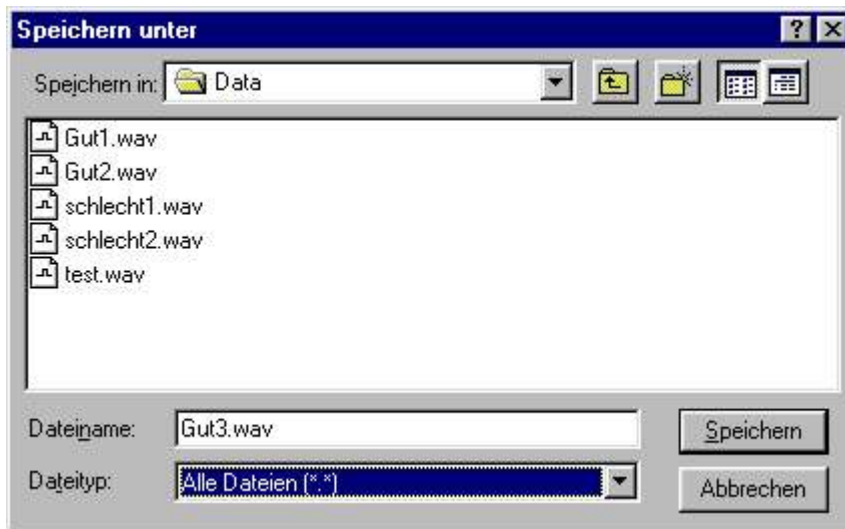 Speichern unter
Speichern in: Data
Gut1.wav
Gut2.wav
schlecht1.wav
schlecht2.wav
test.wav
Dateiname: Gut3.wav Speichern
Dateityp: Alle Dateien (*.*) Abbrechen